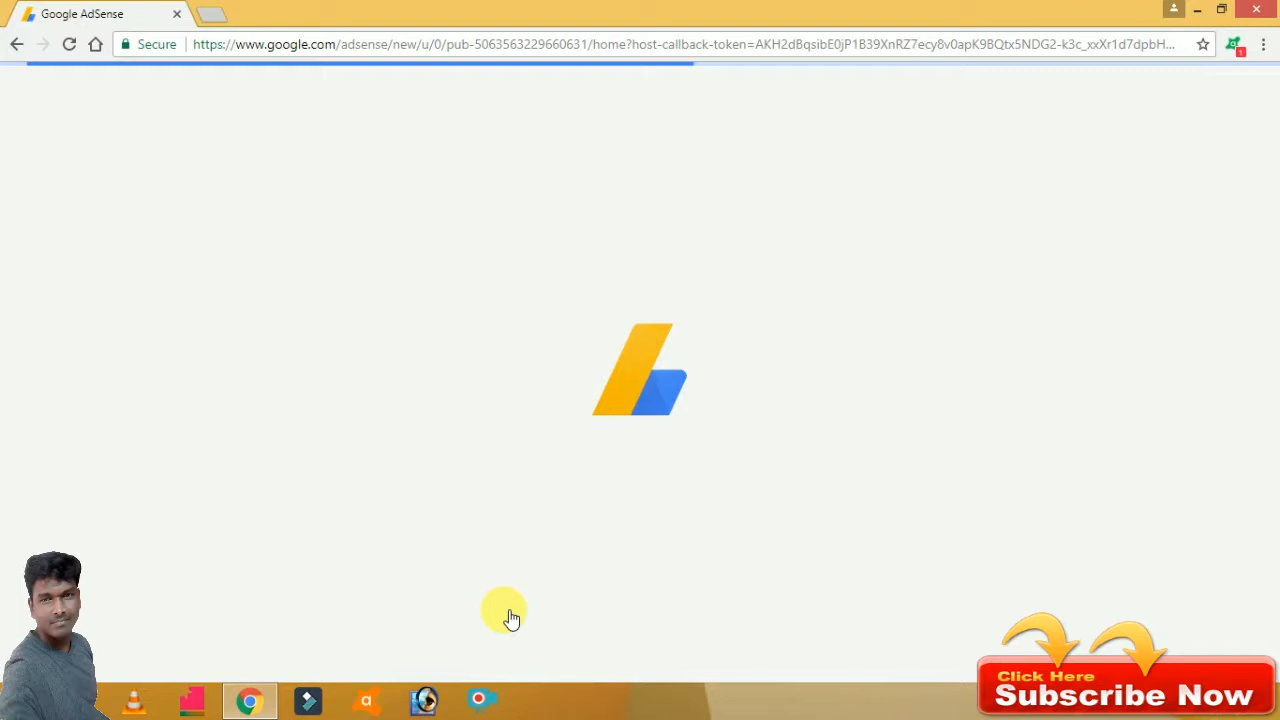 Google AdSense
Secure
https://www.google.com/adsense/new/u/0/pub-5063563229660631/home?host-callback-token=AKH2dBqsibE0jP1B39XnRZ7ecy8v0apK9BQtx5NDG2-k3c_xxXr1d7dpbH...
1
Click Here
Subscribe Now